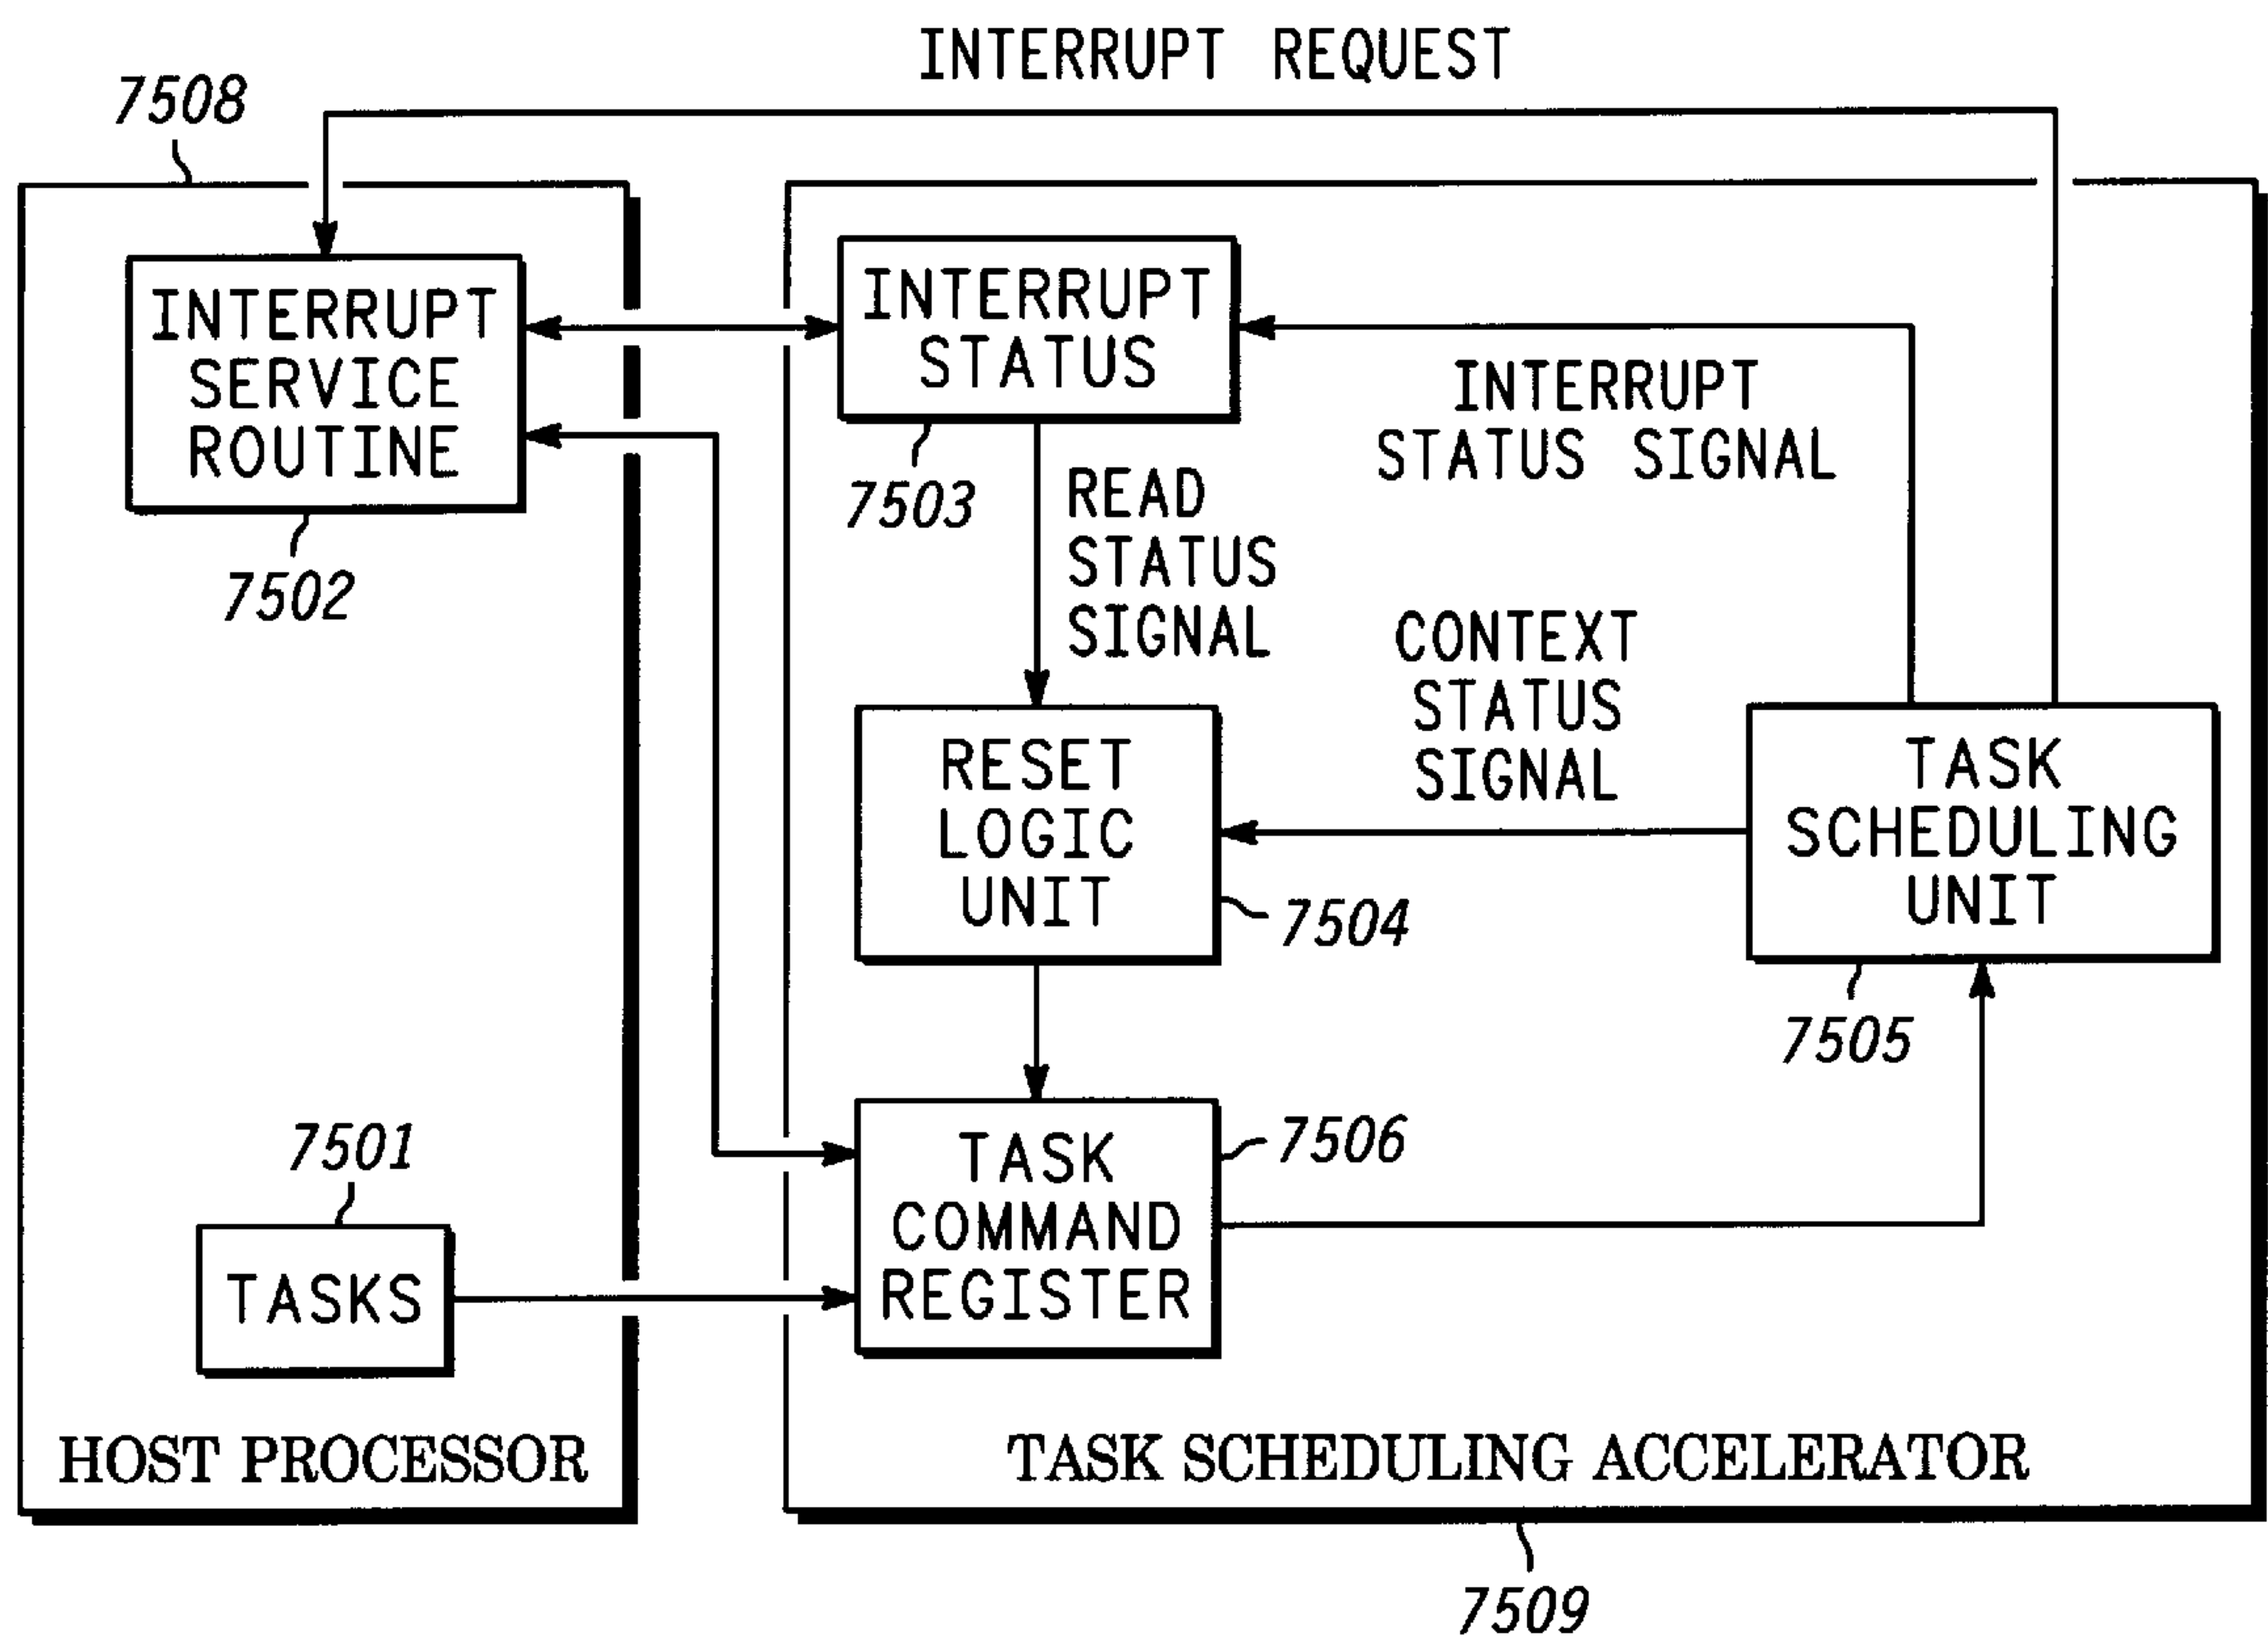 INTERRUPT REQUEST
7508
INTERRUPT
SERVICE
ROUTINE
7502
INTERRUPT
STATUS
7503
INTERRUPT
STATUS SIGNAL
READ
STATUS
SIGNAL
CONTEXT
STATUS
SIGNAL
RESET
LOGIC
UNIT
7504
TASK
SCHEDULING
UNIT
7505
7501
TASKS
TASK
COMMAND
REGISTER
7506
HOST PROCESSOR
TASK SCHEDULING ACCELERATOR
7509